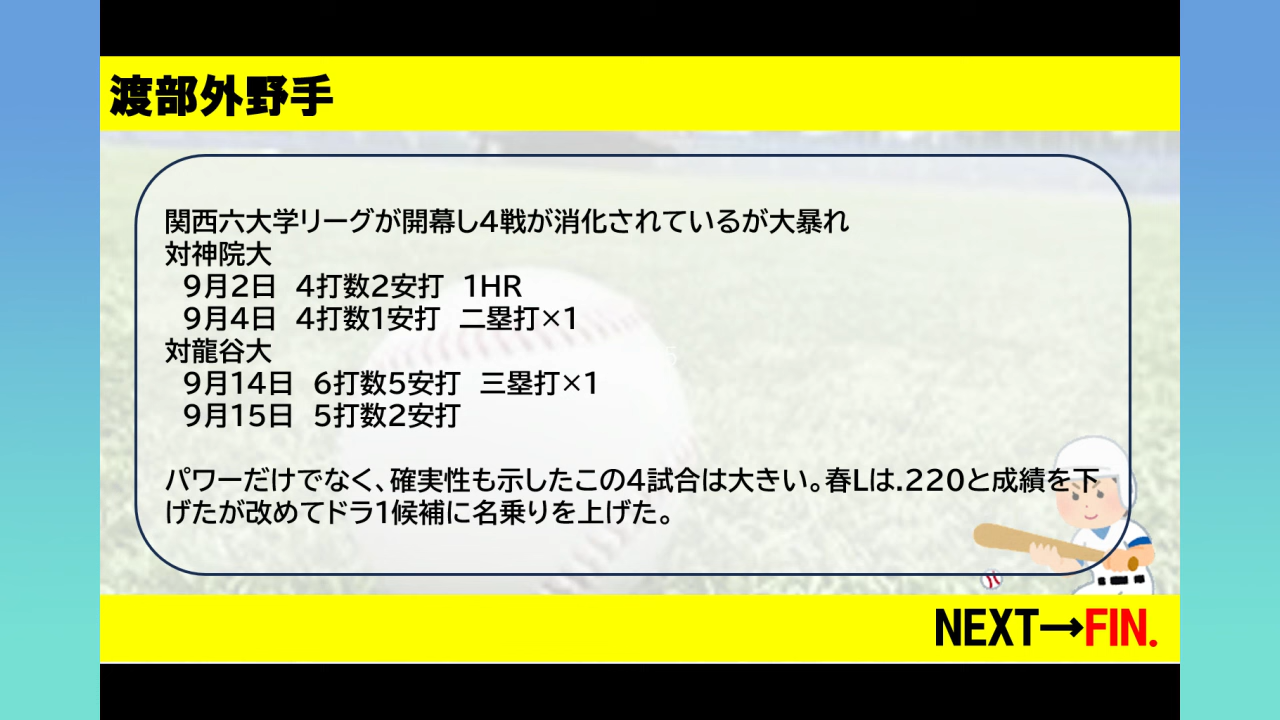 渡部外野手
関西六大学リーグが開幕し4戦が消化されているが大暴れ
対神院大
9月2日 4打数2安打 1HR
9月4日 4打数1安打 二塁打×1
対龍谷大
9月14日 6打数5安打 三塁打×1
9月15日 5打数2安打
パワーだけでなく、確実性も示したこの4試合は大きい。春Lは.220と成績を下
げたが改めてドラ1候補に名乗りを上げた。
NEXT→FIN.